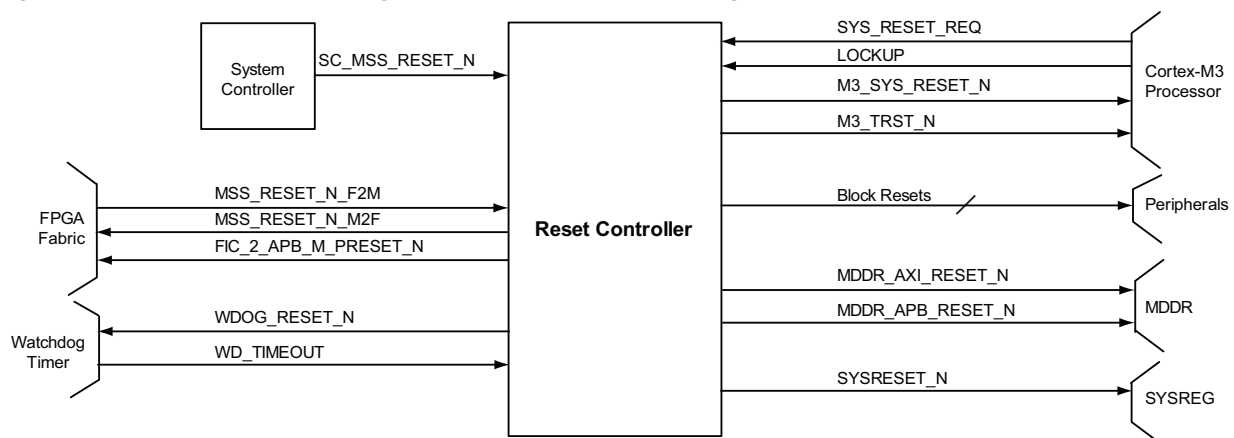 System
Controller
SC_MSS_RESET_N
FPGA
Fabric
MSS_RESET_N_F2M
MSS_RESET_N_M2F
FIC_2_APB_M_PRESET_N
Watchdog
Timer
WDOG_RESET_N
WD_TIMEOUT
Reset Controller
SYS_RESET_REQ
LOCKUP
M3_SYS_RESET_N
M3_TRST_N
Cortex-M3
Processor
Block Resets
Peripherals
MDDR_AXI_RESET_N
MDDR_APB_RESET_N
MDDR
SYSRESET_N
SYSREG